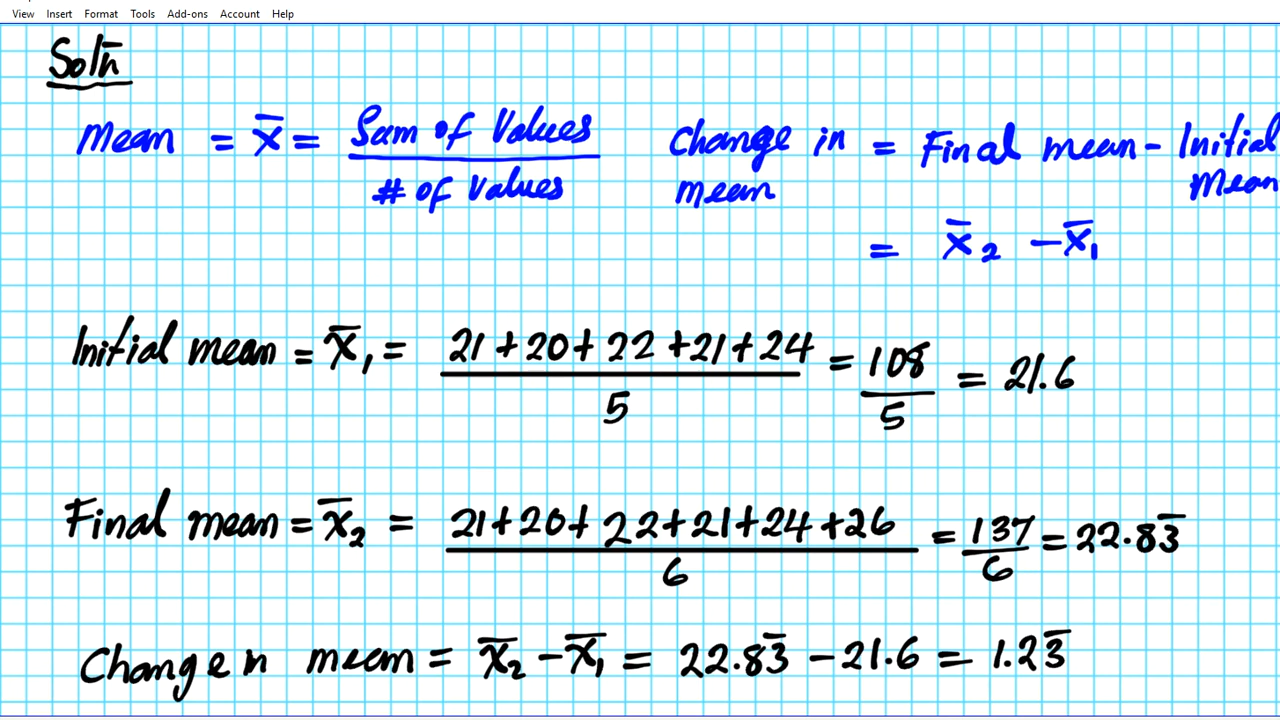 View Insert Format Tools Add-ons Account Help
Soln̄
Mean = x̄ = Sum of Values / # of Values
Change in mean = Final mean - Initial Mean
= x̄₂ - x̄₁
Initial mean = x̄₁ = 21+20+22+21+24 / 5 = 108 / 5 = 21.6
Final mean = x̄₂ = 21+20+22+21+24+26 / 6 = 137 / 6 = 22.83̄
Change n mean = x̄₂ - x̄₁ = 22.83̄ - 21.6 = 1.23̄